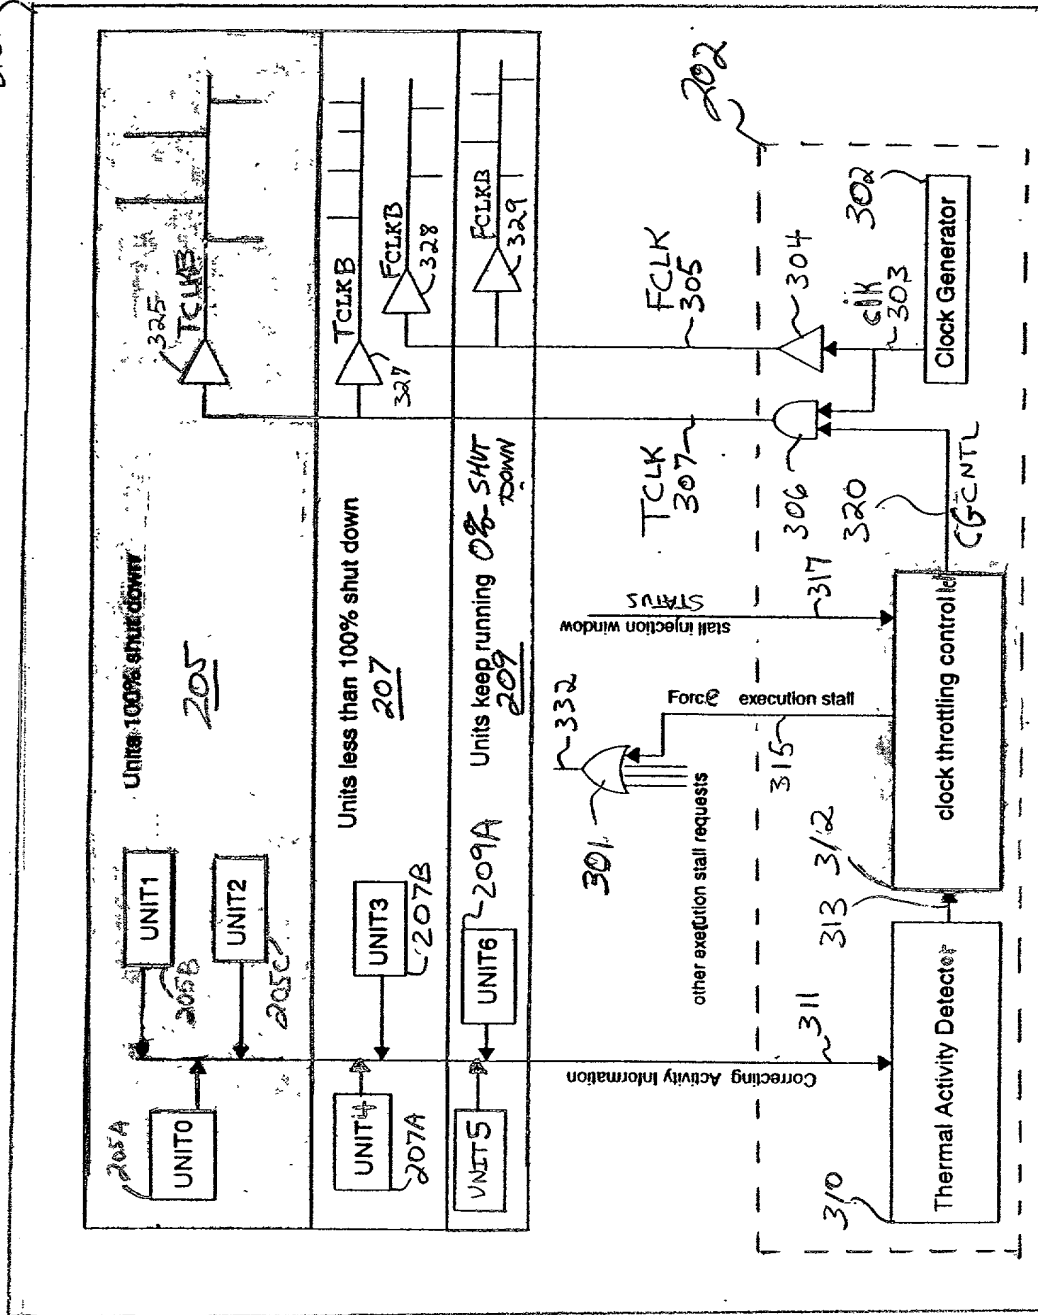 Units 100% shut down
205
205A
UNIT0
UNIT1
205B
UNIT2
205C
325
TCLKB
Units less than 100% shut down
207
UNIT4
207A
UNIT3
207B
TCLKB
327
FCLKB
328
Units keep running 0% SHUT DOWN
209
UNIT5
UNIT6
209A
FCLKB
329
Correcting Activity Information
311
other execution stall requests
301
332
Force execution stall
315
stall injection window
STATUS
317
TCLK
307
FCLK
305
202
310
Thermal Activity Detector
313
312
clock throttling controller
320
CGCNTL
306
304
clk
303
302
Clock Generator